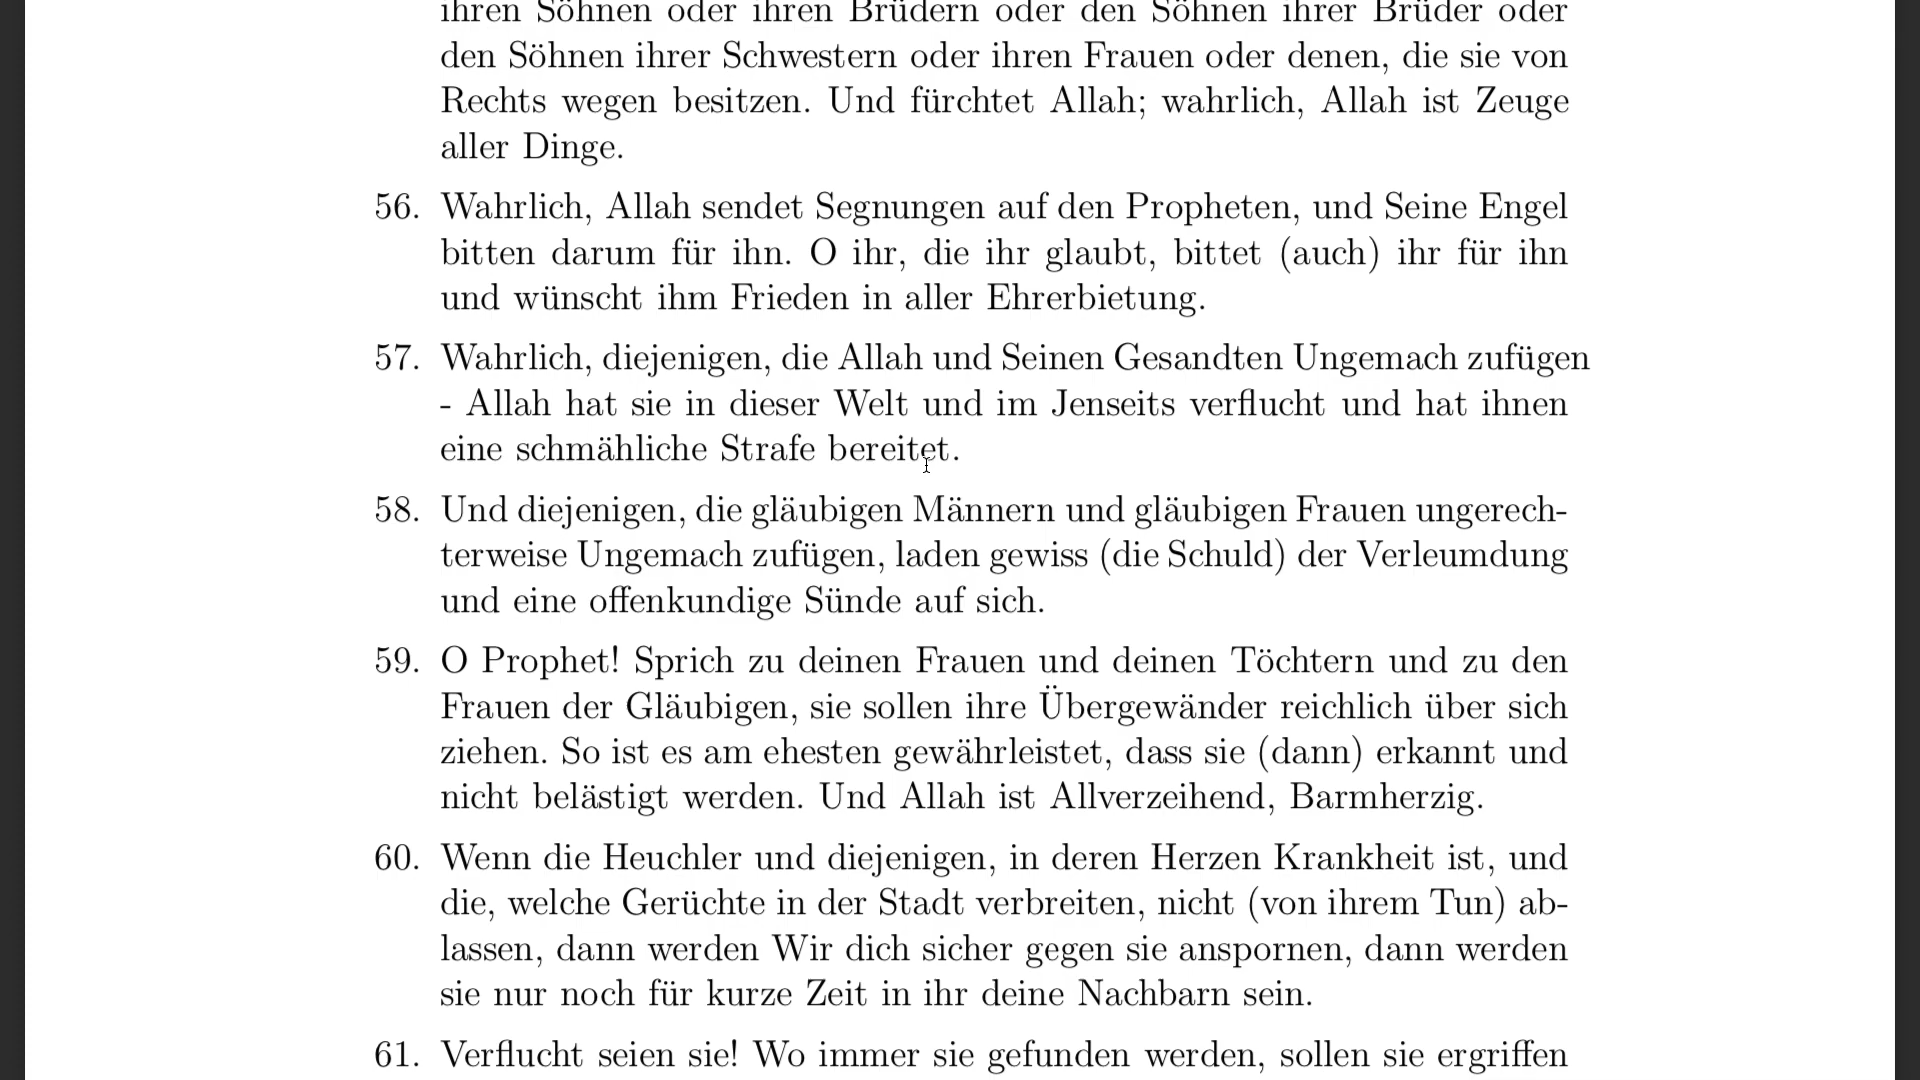 ihren Söhnen oder ihren Brüdern oder den Söhnen ihrer Brüder oder
den Söhnen ihrer Schwestern oder ihren Frauen oder denen, die sie von
Rechts wegen besitzen. Und fürchtet Allah; wahrlich, Allah ist Zeuge
aller Dinge.
56. Wahrlich, Allah sendet Segnungen auf den Propheten, und Seine Engel
bitten darum für ihn. O ihr, die ihr glaubt, bittet (auch) ihr für ihn
und wünscht ihm Frieden in aller Ehrerbietung.
57. Wahrlich, diejenigen, die Allah und Seinen Gesandten Ungemach zufügen
- Allah hat sie in dieser Welt und im Jenseits verflucht und hat ihnen
eine schmähliche Strafe bereitet.
58. Und diejenigen, die gläubigen Männern und gläubigen Frauen ungerech-
terweise Ungemach zufügen, laden gewiss (die Schuld) der Verleumdung
und eine offenkundige Sünde auf sich.
59. O Prophet! Sprich zu deinen Frauen und deinen Töchtern und zu den
Frauen der Gläubigen, sie sollen ihre Übergewänder reichlich über sich
ziehen. So ist es am ehesten gewährleistet, dass sie (dann) erkannt und
nicht belästigt werden. Und Allah ist Allverzeihend, Barmherzig.
60. Wenn die Heuchler und diejenigen, in deren Herzen Krankheit ist, und
die, welche Gerüchte in der Stadt verbreiten, nicht (von ihrem Tun) ab-
lassen, dann werden Wir dich sicher gegen sie anspornen, dann werden
sie nur noch für kurze Zeit in ihr deine Nachbarn sein.
61. Verflucht seien sie! Wo immer sie gefunden werden, sollen sie ergriffen